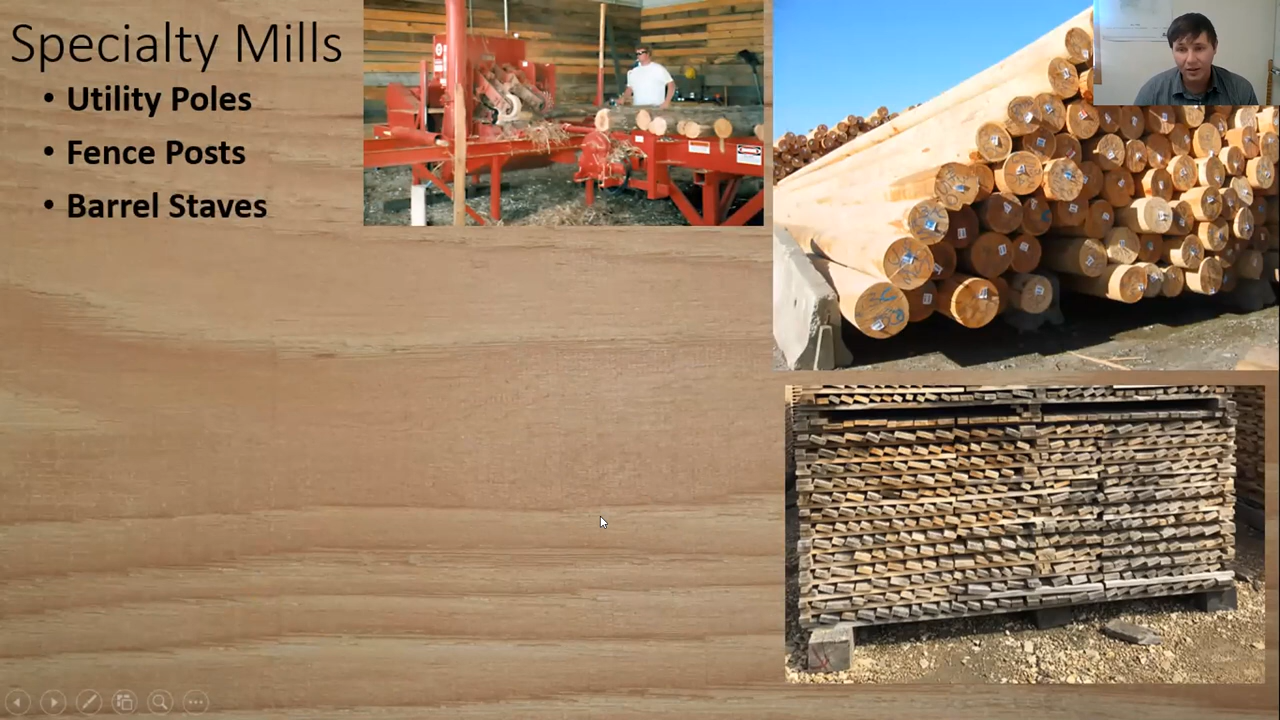 Specialty Mills
• Utility Poles
• Fence Posts
• Barrel Staves